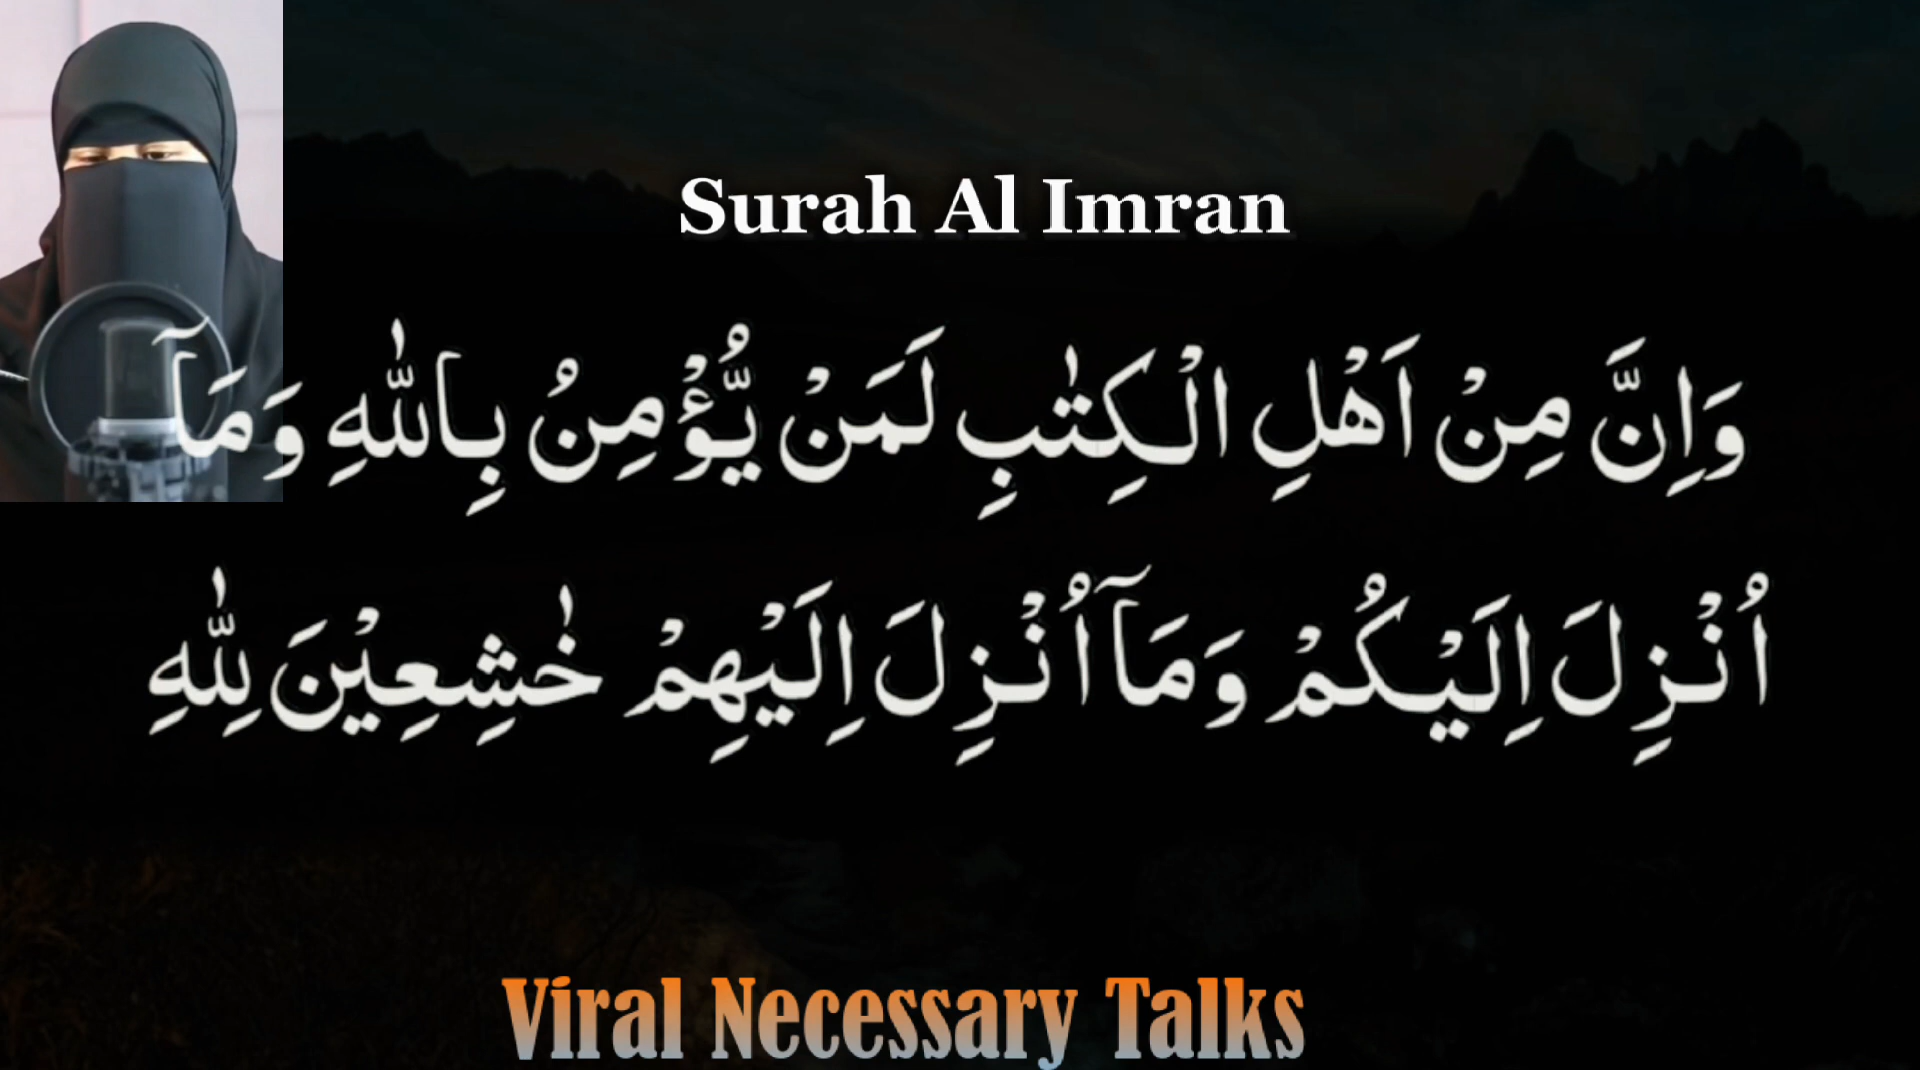 Surah Al Imran
وَاِنَّ مِنْ اَهْلِ الْكِتٰبِ لَمَنْ يُّؤْمِنُ بِاللّٰهِ وَمَآ
اُنْزِلَ اِلَيْكُمْ وَمَآ اُنْزِلَ اِلَيْهِمْ خٰشِعِيْنَ لِلّٰهِ
Viral Necessary Talks